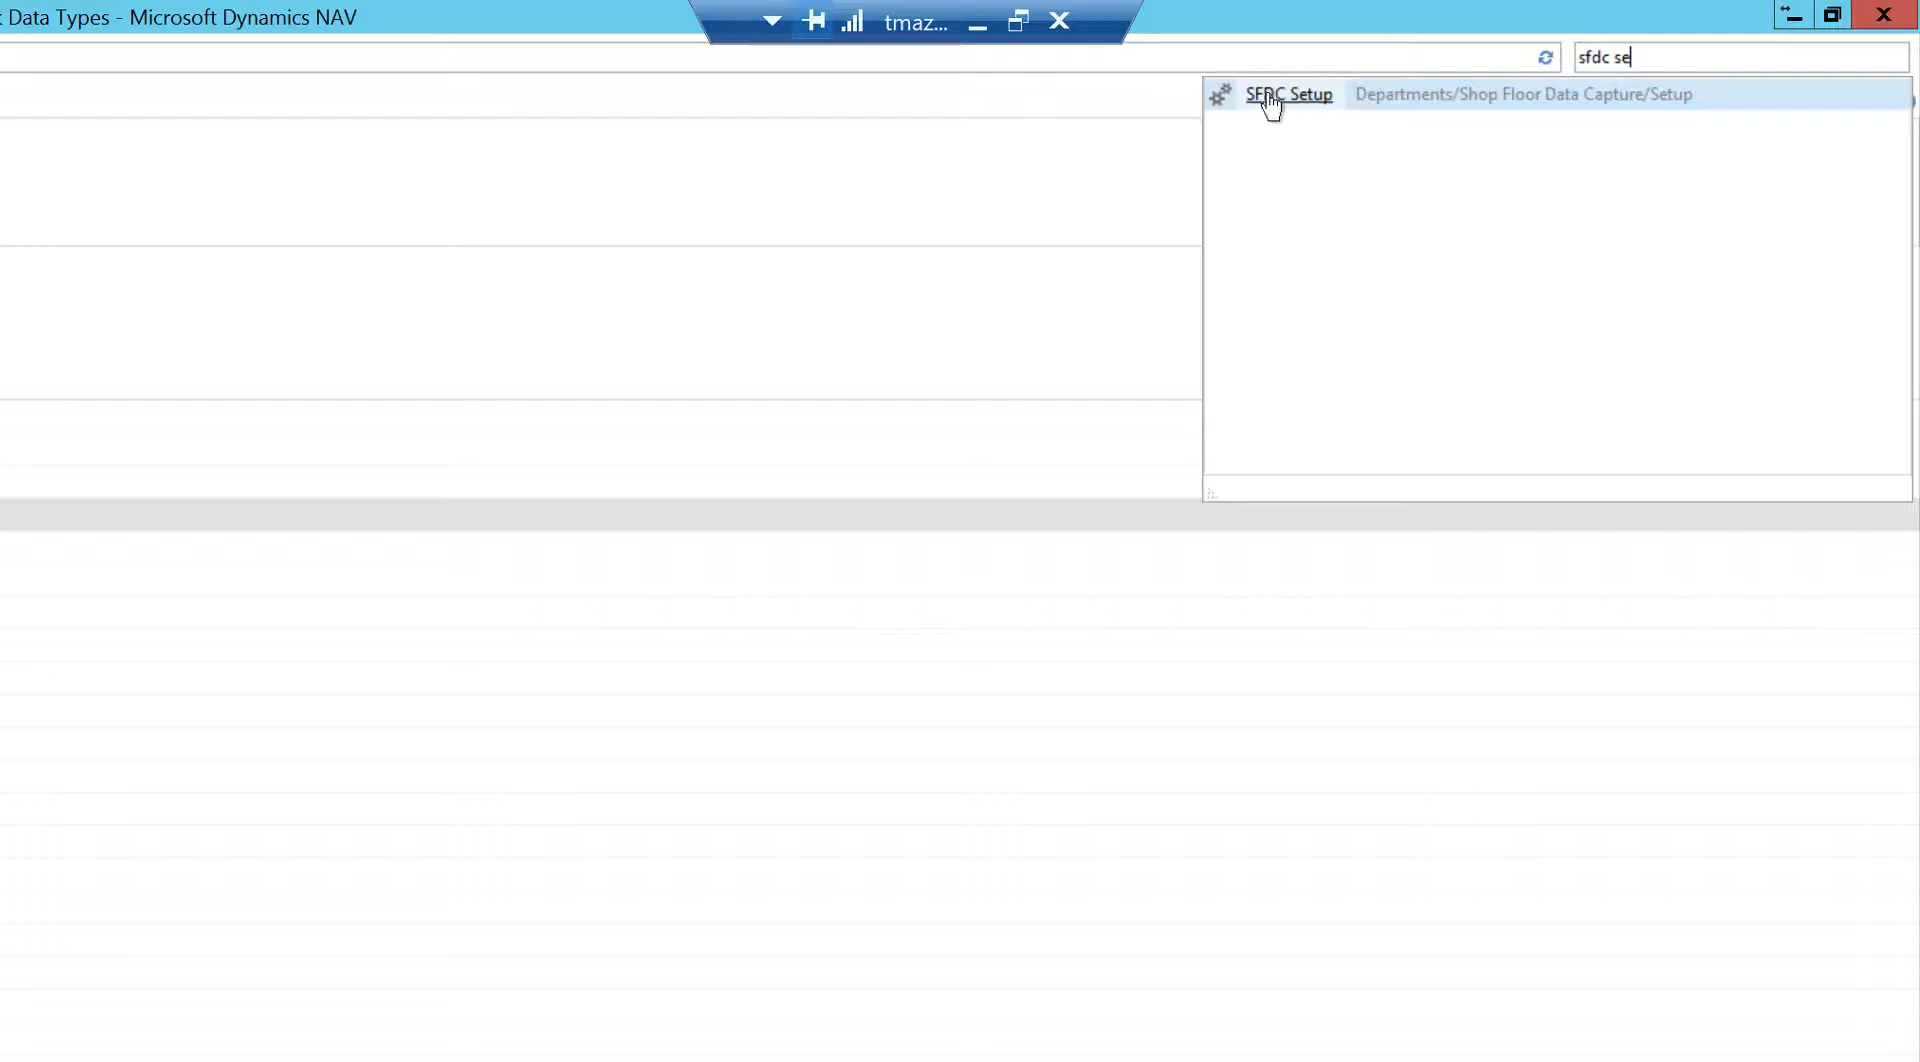 Data Types - Microsoft Dynamics NAV
tmaz...
sfdc se
SFDC Setup
Departments/Shop Floor Data Capture/Setup